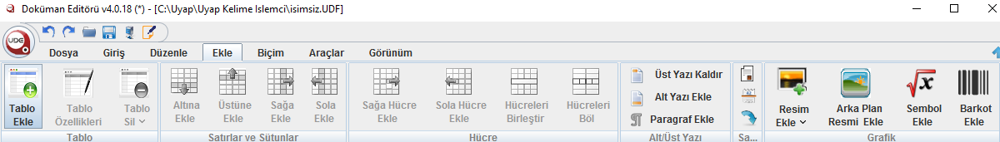 Doküman Editörü v4.0.18 (*) - [C:\Uyap\Uyap Kelime Islemci\isimsiz.UDF]
UDE
Dosya Giriş Düzenle Ekle Biçim Araçlar Görünüm
Tablo Ekle
Tablo Özellikleri
Tablo Sil
Tablo
Altına Ekle
Üstüne Ekle
Sağa Ekle
Sola Ekle
Satırlar ve Sütunlar
Sağa Hücre Ekle
Sola Hücre Ekle
Hücreleri Birleştir
Hücreleri Böl
Hücre
Üst Yazı Kaldır
Alt Yazı Ekle
Paragraf Ekle
Alt/Üst Yazı
Sa...
Resim Ekle
Arka Plan Resmi Ekle
Sembol Ekle
Barkot Ekle
Grafik